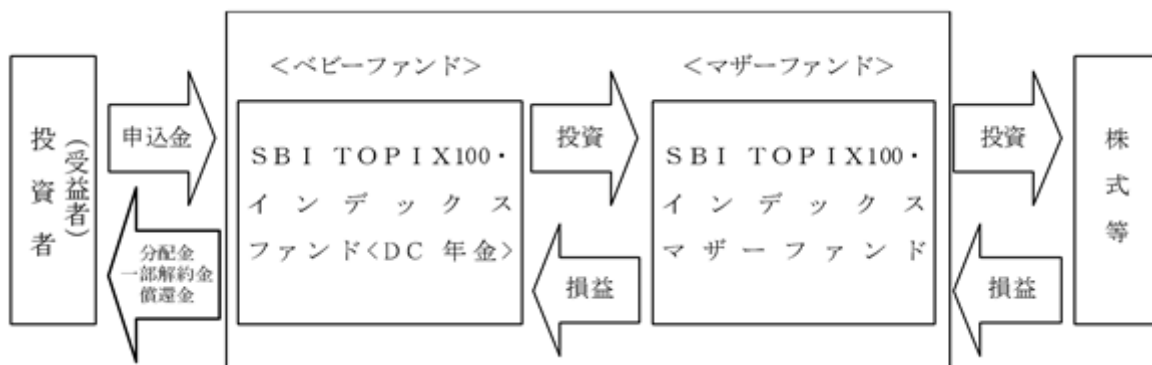 投資者
(受益者)
申込金
分配金
一部解約金
償還金
<ベビーファンド>
SBI TOPIX100・
インデックス
ファンド<DC 年金>
投資
損益
<マザーファンド>
SBI TOPIX100・
インデックス
マザーファンド
投資
損益
株式等